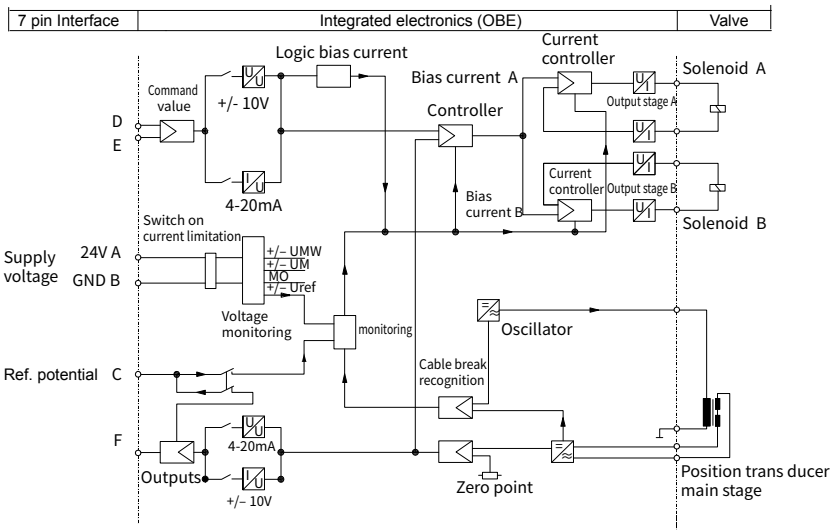 7 pin Interface
Integrated electronics (OBE)
Valve
Logic bias current
Current
controller
Solenoid A
Bias current A
U
U
U
I
Command
value
+/- 10V
Output stage A
Controller
D
E
U
I
U
I
I
U
Current
controller
Output stage B
4-20mA
Bias
current B
U
I
Solenoid B
Switch on
current limitation
Supply
voltage
24V A
GND B
+/− UMW
+/− UM
MO
+/− Uref
Voltage
monitoring
monitoring
Oscillator
Cable break
recognition
Ref. potential C
U
U
4-20mA
F
Outputs
I
U
+/− 10V
Zero point
Position trans ducer
main stage